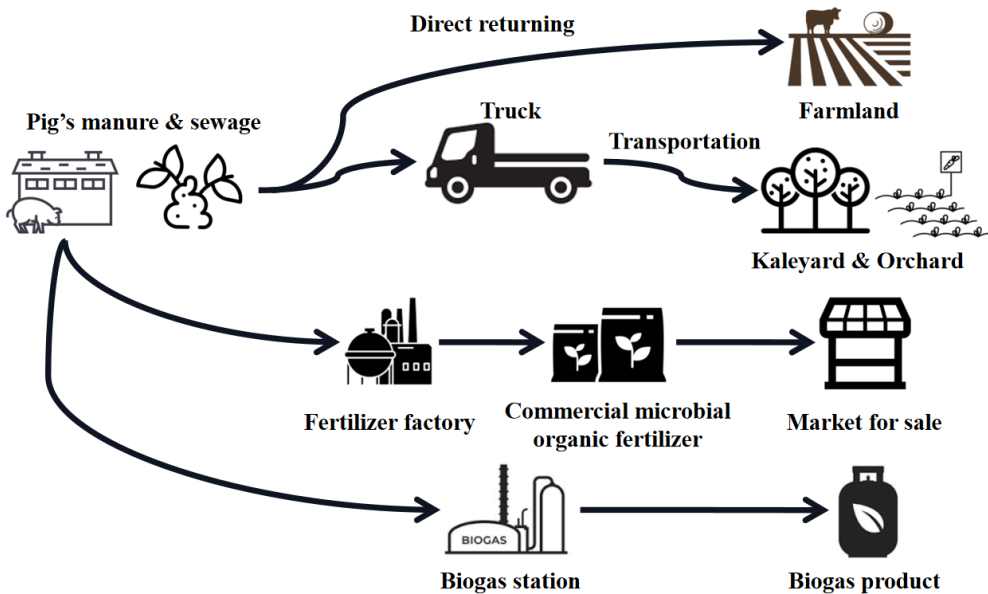 Direct returning
Farmland
Pig's manure & sewage
Truck
Transportation
Kaleyard & Orchard
Fertilizer factory
Commercial microbial
organic fertilizer
Market for sale
BIOGAS
Biogas station
Biogas product